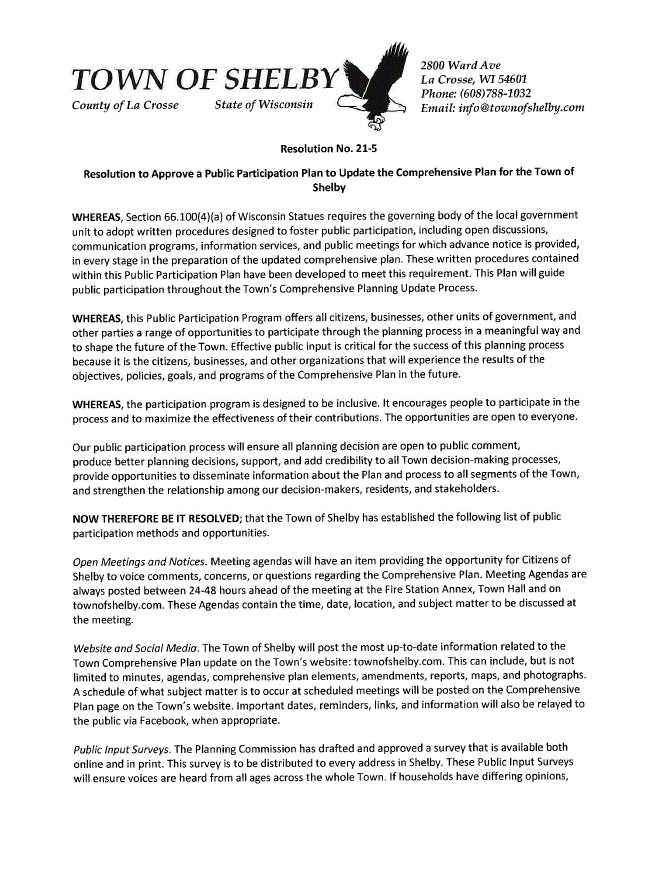 TOWN OF SHELBY
County of La Crosse State of Wisconsin
2800 Ward Ave
La Crosse, WI 54601
Phone: (608)788-1032
Email: info@townofshelby.com
Resolution No. 21-5
Resolution to Approve a Public Participation Plan to Update the Comprehensive Plan for the Town of
Shelby
WHEREAS, Section 66.100(4)(a) of Wisconsin Statues requires the governing body of the local government
unit to adopt written procedures designed to foster public participation, including open discussions,
communication programs, information services, and public meetings for which advance notice is provided,
in every stage in the preparation of the updated comprehensive plan. These written procedures contained
within this Public Participation Plan have been developed to meet this requirement. This Plan will guide
public participation throughout the Town's Comprehensive Planning Update Process.
WHEREAS, this Public Participation Program offers all citizens, businesses, other units of government, and
other parties a range of opportunities to participate through the planning process in a meaningful way and
to shape the future of the Town. Effective public input is critical for the success of this planning process
because it is the citizens, businesses, and other organizations that will experience the results of the
objectives, policies, goals, and programs of the Comprehensive Plan in the future.
WHEREAS, the participation program is designed to be inclusive. It encourages people to participate in the
process and to maximize the effectiveness of their contributions. The opportunities are open to everyone.
Our public participation process will ensure all planning decision are open to public comment,
produce better planning decisions, support, and add credibility to all Town decision-making processes,
provide opportunities to disseminate information about the Plan and process to all segments of the Town,
and strengthen the relationship among our decision-makers, residents, and stakeholders.
NOW THEREFORE BE IT RESOLVED; that the Town of Shelby has established the following list of public
participation methods and opportunities.
Open Meetings and Notices. Meeting agendas will have an item providing the opportunity for Citizens of
Shelby to voice comments, concerns, or questions regarding the Comprehensive Plan. Meeting Agendas are
always posted between 24-48 hours ahead of the meeting at the Fire Station Annex, Town Hall and on
townofshelby.com. These Agendas contain the time, date, location, and subject matter to be discussed at
the meeting.
Website and Social Media. The Town of Shelby will post the most up-to-date information related to the
Town Comprehensive Plan update on the Town's website: townofshelby.com. This can include, but is not
limited to minutes, agendas, comprehensive plan elements, amendments, reports, maps, and photographs.
A schedule of what subject matter is to occur at scheduled meetings will be posted on the Comprehensive
Plan page on the Town's website. Important dates, reminders, links, and information will also be relayed to
the public via Facebook, when appropriate.
Public Input Surveys. The Planning Commission has drafted and approved a survey that is available both
online and in print. This survey is to be distributed to every address in Shelby. These Public Input Surveys
will ensure voices are heard from all ages across the whole Town. If households have differing opinions,